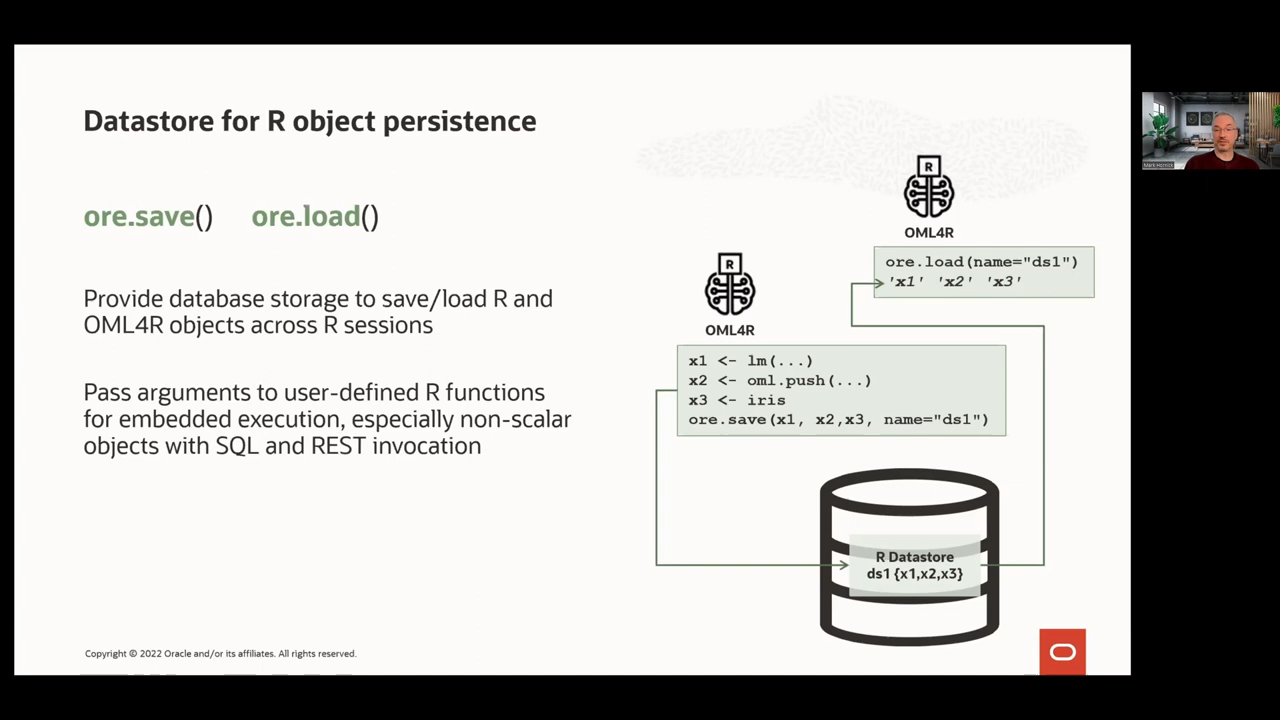 Datastore for R object persistence
ore.save() ore.load()
Provide database storage to save/load R and
OML4R objects across R sessions
Pass arguments to user-defined R functions
for embedded execution, especially non-scalar
objects with SQL and REST invocation
R
OML4R
ore.load(name="ds1")
'x1' 'x2' 'x3'
R
OML4R
x1 <- lm(...)
x2 <- oml.push(...)
x3 <- iris
ore.save(x1, x2,x3, name="ds1")
R Datastore
ds1 {x1,x2,x3}
Copyright © 2022 Oracle and/or its affiliates. All rights reserved.